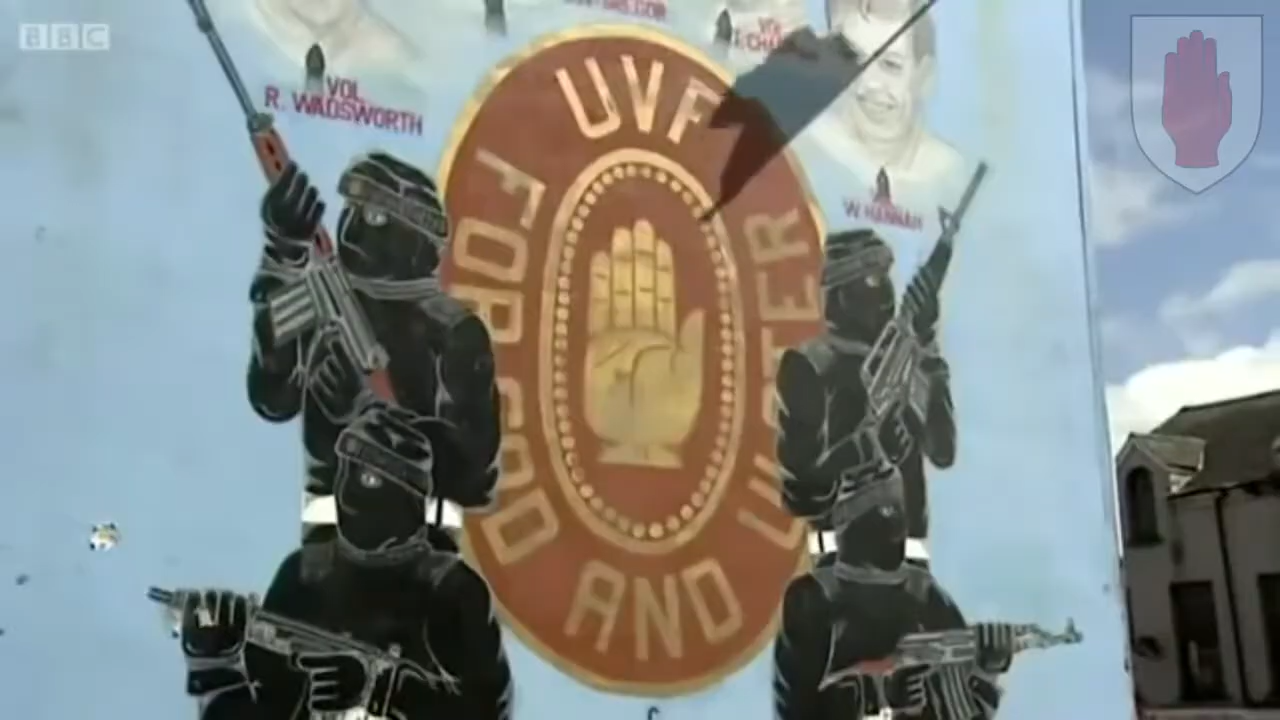 BBC
VOL
R. WADSWORTH
VOL
W HANNAH
UVF
FOR GOD
AND ULSTER